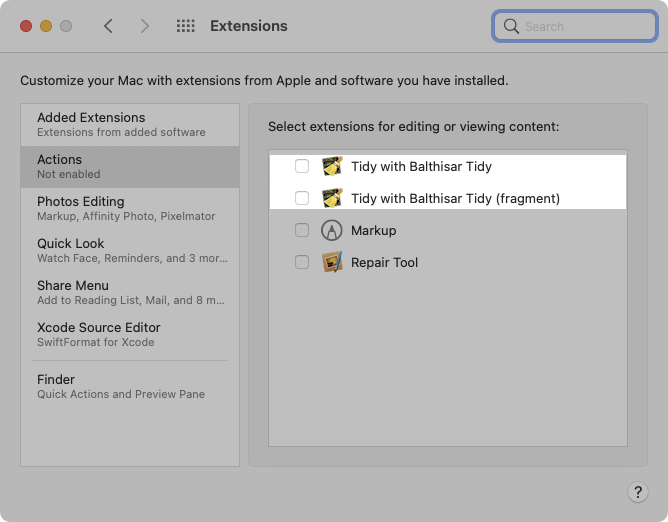 Extensions
Search
Customize your Mac with extensions from Apple and software you have installed.
Added Extensions
Extensions from added software
Actions
Not enabled
Photos Editing
Markup, Affinity Photo, Pixelmator
Quick Look
Watch Face, Reminders, and 3 mor...
Share Menu
Add to Reading List, Mail, and 8 m...
Xcode Source Editor
SwiftFormat for Xcode
Finder
Quick Actions and Preview Pane
Select extensions for editing or viewing content:
Tidy with Balthisar Tidy
Tidy with Balthisar Tidy (fragment)
Markup
Repair Tool
?